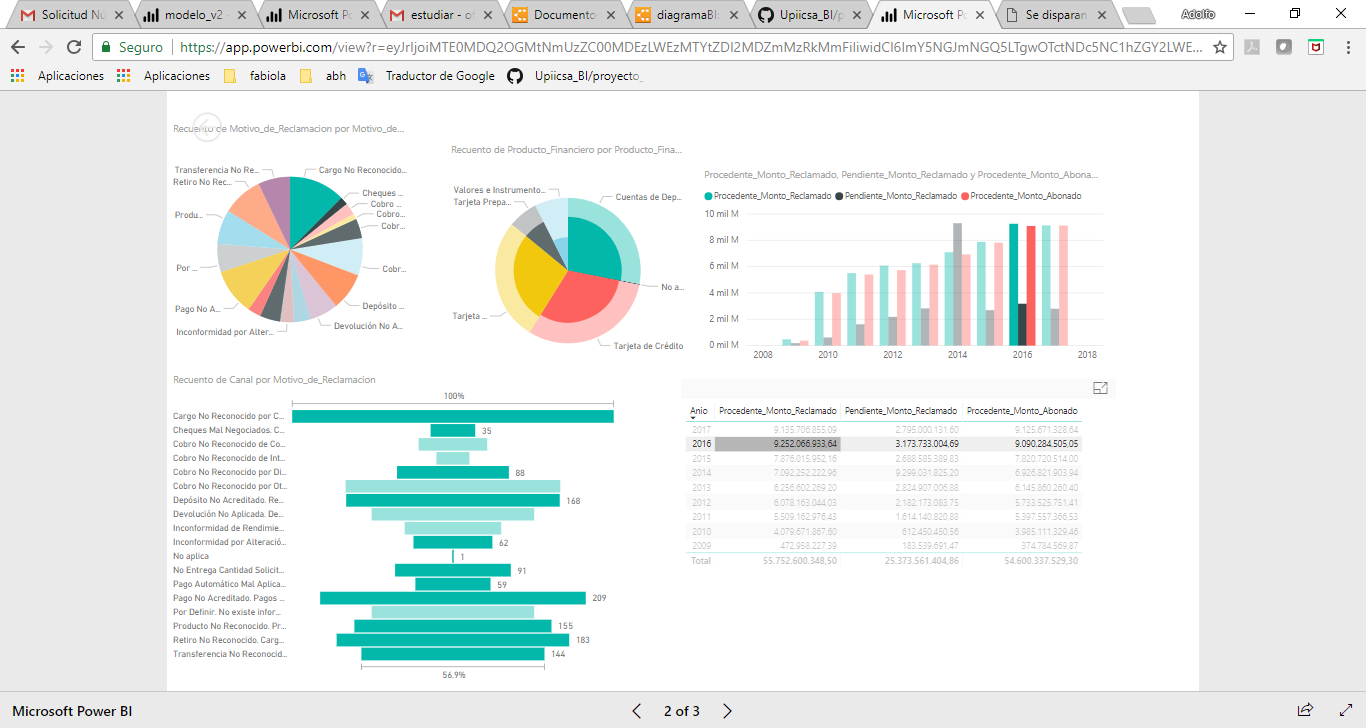 Solicitud Nú
modelo_v2 -
Microsoft P
estudiar - ot
Documento
diagramaBl
Upiicsa_BI/p
Microsoft Po
Se disparan
Adolfo
Seguro
https://app.powerbi.com/view?r=eyJrIjoiMTE0MDQ2OGMtNmUzZC00MDEzLWEzMTYtZDI2MDZmMzRkMmFiIiwidCI6ImY5NGJmNGQ5LTgwOTctNDc5NC1hZGY2LWE...
Aplicaciones
Aplicaciones
fabiola
abh
Traductor de Google
Upiicsa_BI/proyecto_
Recuento de Motivo_de_Reclamacion por Motivo_de...
Transferencia No Re...
Cargo No Reconocido...
Retiro No Rec...
Cheques ...
Cobro ...
Cobro...
Produ...
Cobr...
Por ...
Cobr...
Pago No A...
Depósito ...
Devolución No A...
Inconformidad por Alter...
Recuento de Producto_Financiero por Producto_Fina...
Valores e Instrumento...
Tarjeta Prepa...
Cuentas de Dep...
No a...
Tarjeta ...
Tarjeta de Crédito
Procedente_Monto_Reclamado, Pendiente_Monto_Reclamado y Procedente_Monto_Abona...
Procedente_Monto_Reclamado Pendiente_Monto_Reclamado Procedente_Monto_Abonado
10 mil M
8 mil M
6 mil M
4 mil M
2 mil M
0 mil M
2008 2010 2012 2014 2016 2018
Recuento de Canal por Motivo_de_Reclamacion
100%
Cargo No Reconocido por C...
Cheques Mal Negociados. C... 35
Cobro No Reconocido de Co...
Cobro No Reconocido de Int...
Cobro No Reconocido por Di... 88
Cobro No Reconocido por Ot...
Depósito No Acreditado. Re... 168
Devolución No Aplicada. De...
Inconformidad de Rendimie...
Inconformidad por Alteració... 62
No aplica 1
No Entrega Cantidad Solicit... 91
Pago Automático Mal Aplica... 59
Pago No Acreditado. Pagos ... 209
Por Definir. No existe infor...
Producto No Reconocido. Pr... 155
Retiro No Reconocido. Carg... 183
Transferencia No Reconocid... 144
56.9%
Anio Procedente_Monto_Reclamado Pendiente_Monto_Reclamado Procedente_Monto_Abonado
2017 9.135.706.855,09 2.795.000.131,60 9.125.671.328,64
2016 9.252.066.933,64 3.173.733.004,69 9.090.284.505,05
2015 7.876.015.952,16 2.688.585.389,83 7.820.720.514,00
2014 7.092.252.222,96 9.299.031.825,20 6.926.821.903,94
2013 6.256.602.269,20 2.824.907.006,88 6.145.860.260,40
2012 6.078.163.044,03 2.182.173.083,75 5.733.525.751,41
2011 5.509.162.976,43 1.614.140.820,88 5.397.557.366,53
2010 4.079.671.867,60 612.450.450,56 3.985.111.329,46
2009 472.958.227,39 183.539.691,47 374.784.569,87
Total 55.752.600.348,50 25.373.561.404,86 54.600.337.529,30
Microsoft Power BI
2 of 3